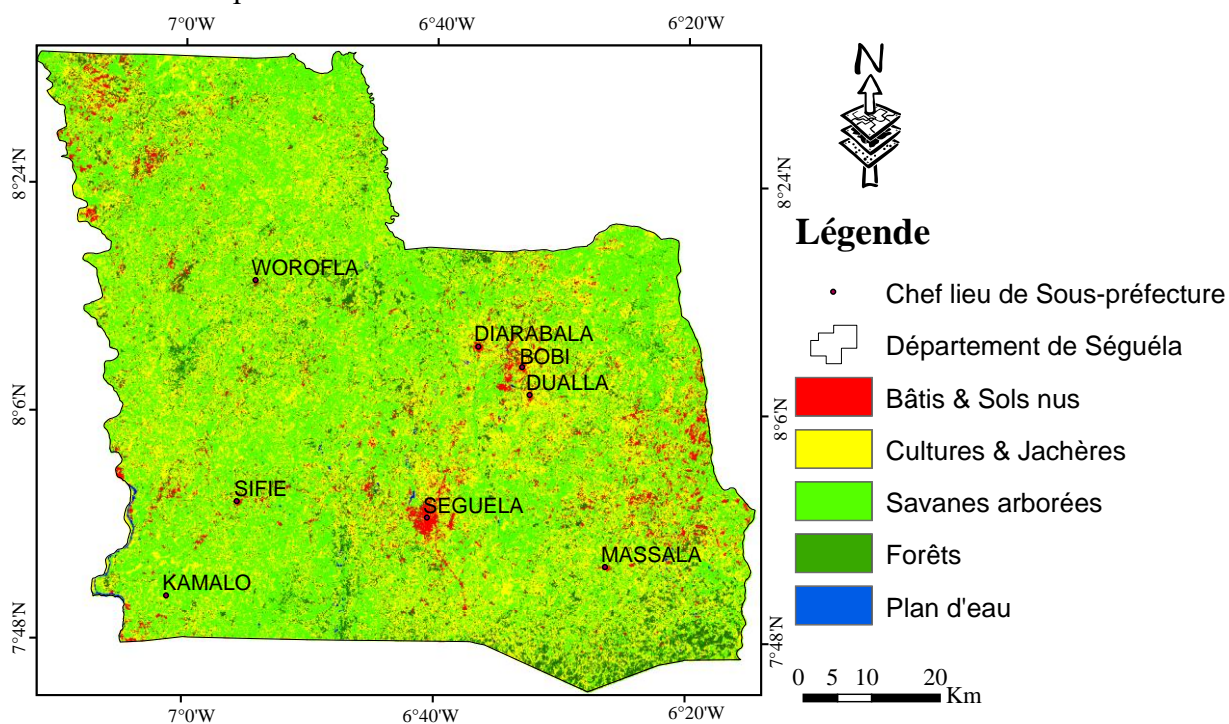 7°0'W 6°40'W 6°20'W
N
8°24'N 8°24'N
Légende
WOROFLA
Chef lieu de Sous-préfecture
DIARABALA
Département de Séguéla
BOBI
DUALLA
Bâtis & Sols nus
8°6'N 8°6'N
Cultures & Jachères
SIFIE
SEGUELA
Savanes arborées
MASSALA
Forêts
KAMALO
Plan d'eau
7°48'N 7°48'N
0 5 10 20
Km
7°0'W 6°40'W 6°20'W